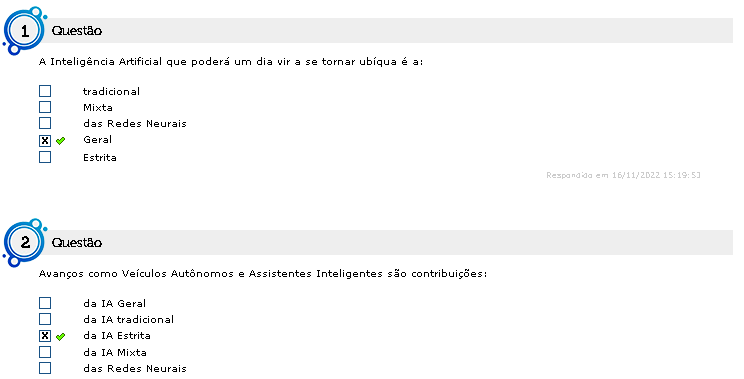 1 Questão
A Inteligência Artificial que poderá um dia vir a se tornar ubíqua é a:
tradicional
Mixta
das Redes Neurais
X Geral
Estrita
Respondido em 16/11/2022 15:19:53
2 Questão
Avanços como Veículos Autônomos e Assistentes Inteligentes são contribuições:
da IA Geral
da IA tradicional
X da IA Estrita
da IA Mixta
das Redes Neurais